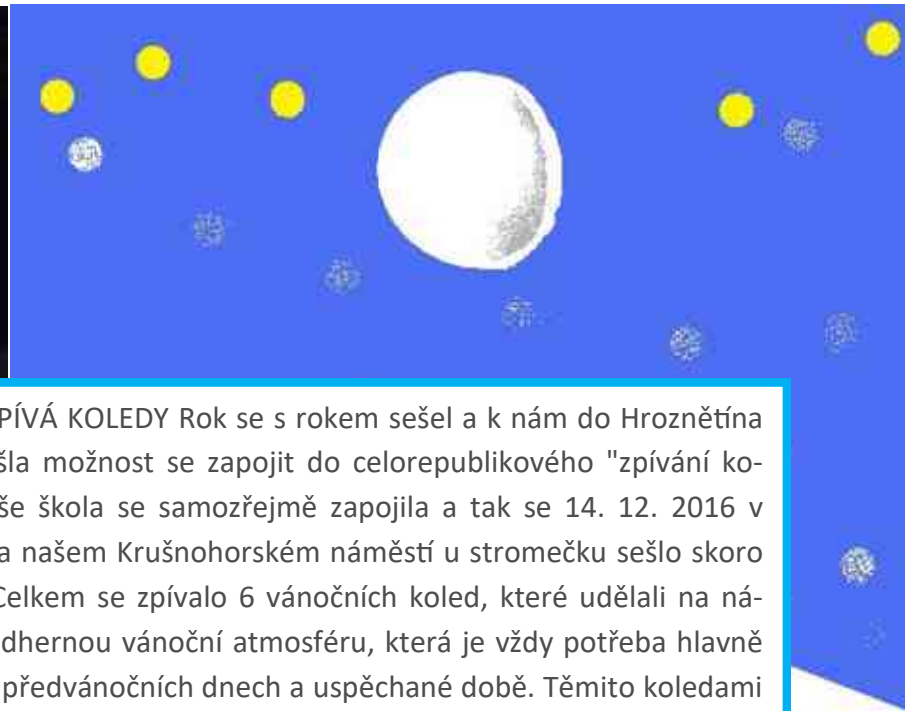 PÍVÁ KOLEDY Rok se s rokem sešel a k nám do Hroznětína
šla možnost se zapojit do celorepublikového "zpívání ko-
še škola se samozřejmě zapojila a tak se 14. 12. 2016 v
a našem Krušnohorském náměstí u stromečku sešlo skoro
Celkem se zpívalo 6 vánočních koled, které udělali na ná-
dhernou vánoční atmosféru, která je vždy potřeba hlavně
předvánočních dnech a uspěchané době. Těmito koledami